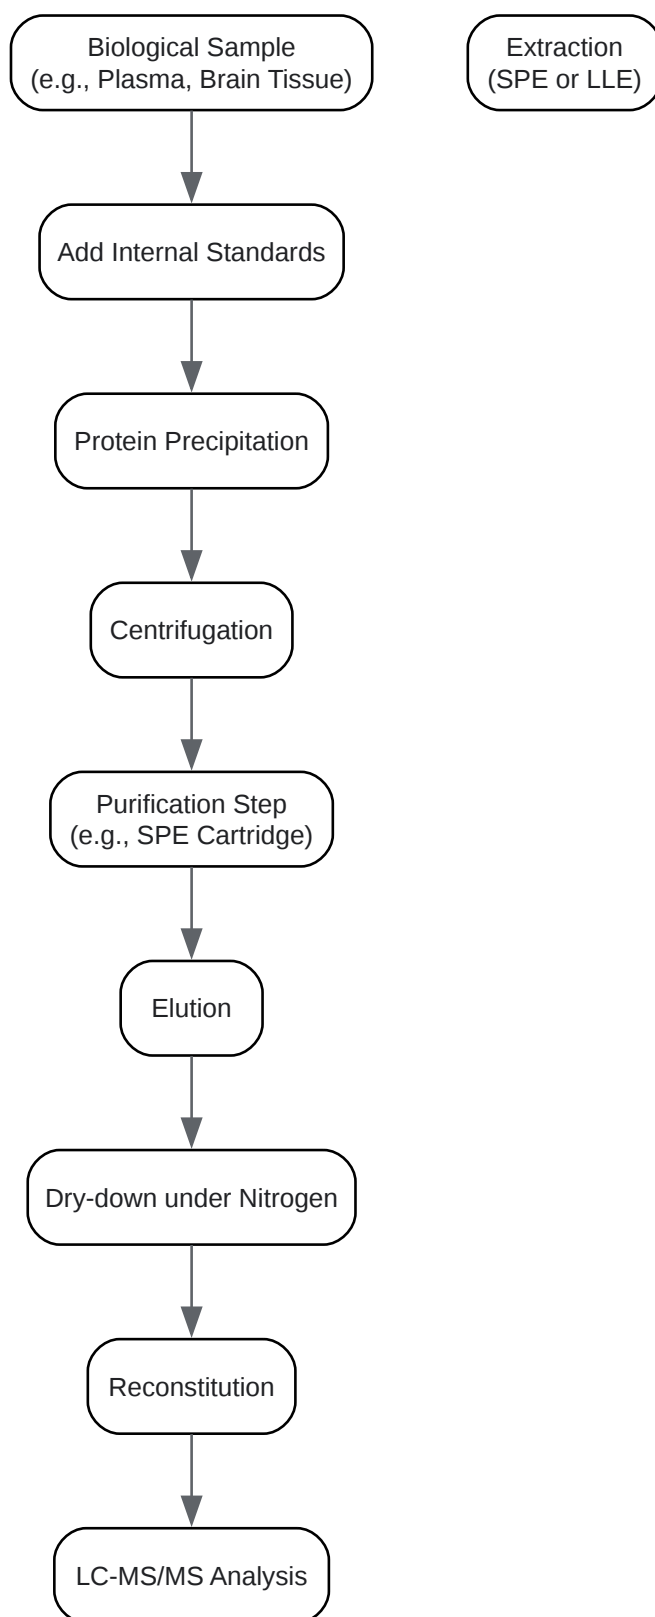 Biological Sample
(e.g., Plasma, Brain Tissue)
Extraction
(SPE or LLE)
Add Internal Standards
Protein Precipitation
Centrifugation
Purification Step
(e.g., SPE Cartridge)
Elution
Dry-down under Nitrogen
Reconstitution
LC-MS/MS Analysis